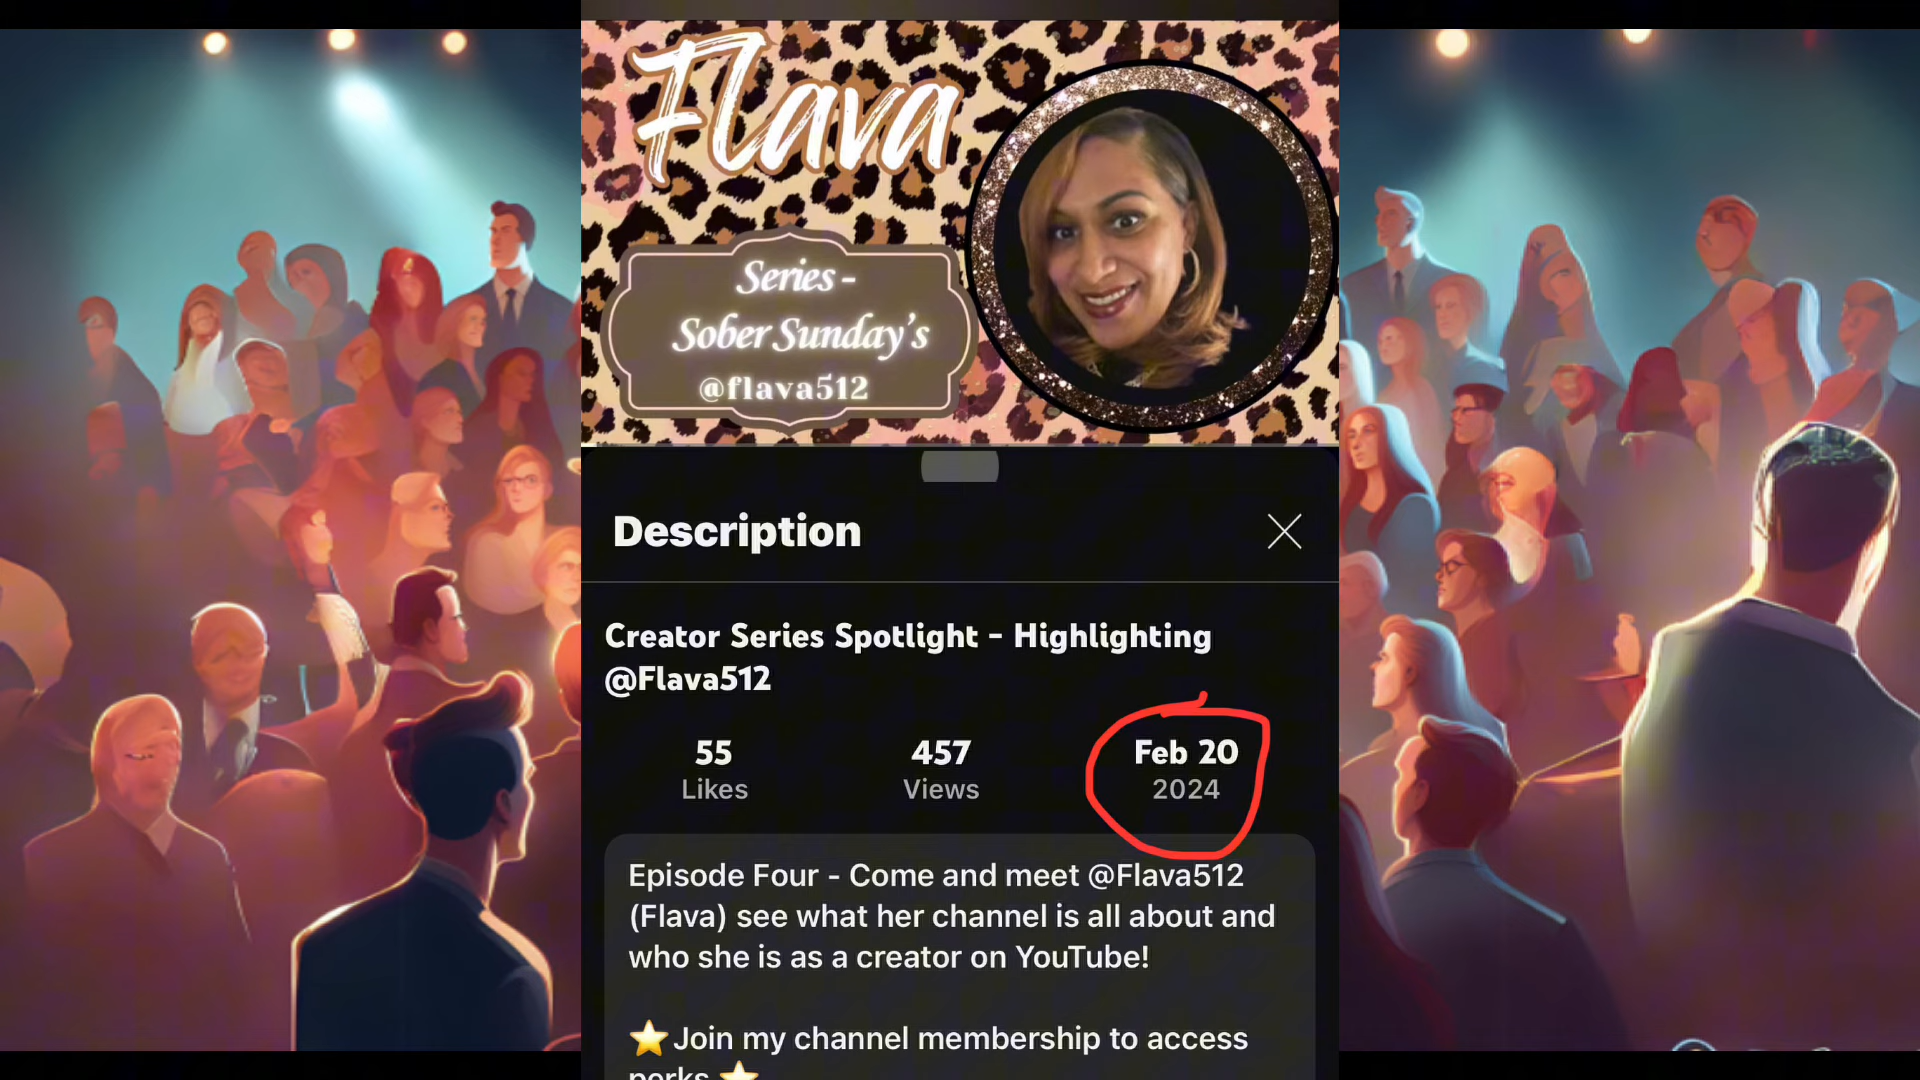 Flava
Series -
Sober Sunday's
@flava512
Description
Creator Series Spotlight - Highlighting
@Flava512
55
Likes
457
Views
Feb 20
2024
Episode Four - Come and meet @Flava512
(Flava) see what her channel is all about and
who she is as a creator on YouTube!
⭐Join my channel membership to access
perks ⭐